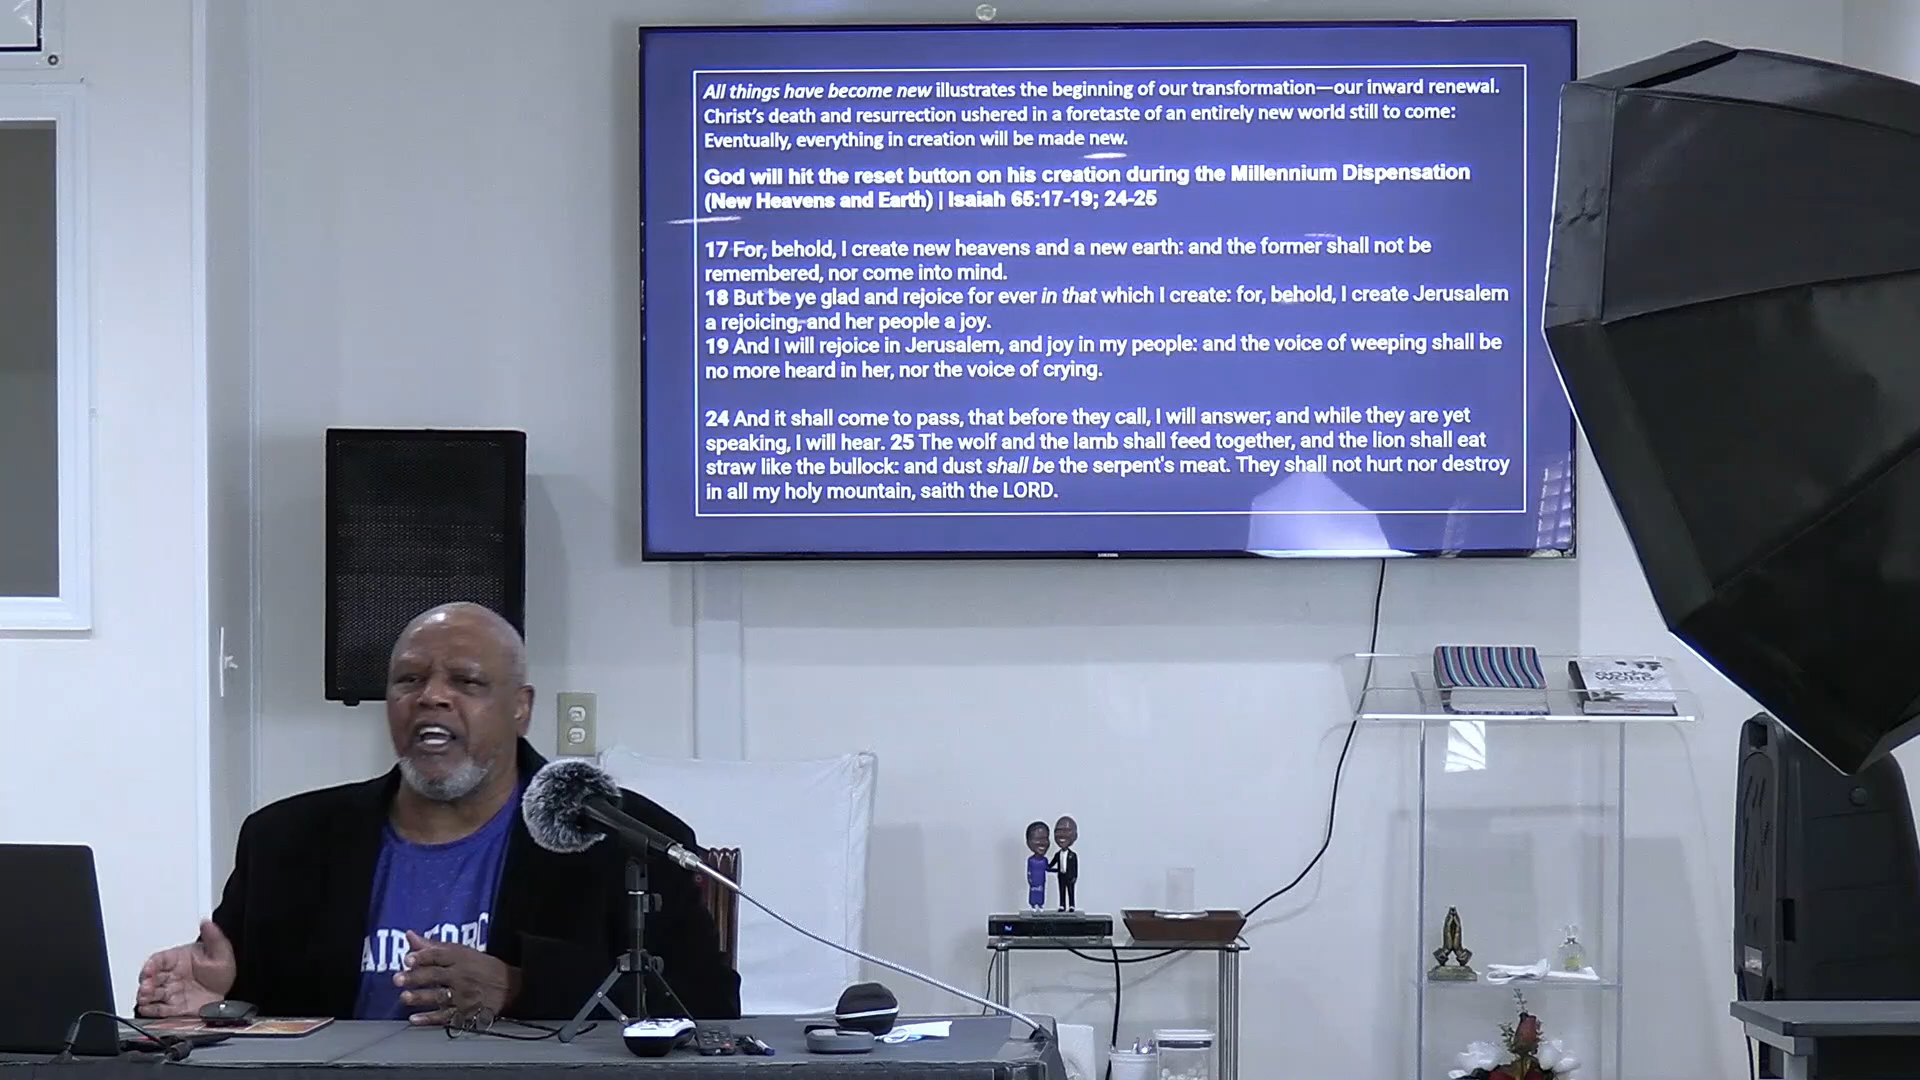 All things have become new illustrates the beginning of our transformation—our inward renewal.
Christ's death and resurrection ushered in a foretaste of an entirely new world still to come:
Eventually, everything in creation will be made new.
God will hit the reset button on his creation during the Millennium Dispensation
(New Heavens and Earth) | Isaiah 65:17-19; 24-25
17 For, behold, I create new heavens and a new earth: and the former shall not be
remembered, nor come into mind.
18 But be ye glad and rejoice for ever in that which I create: for, behold, I create Jerusalem
a rejoicing, and her people a joy.
19 And I will rejoice in Jerusalem, and joy in my people: and the voice of weeping shall be
no more heard in her, nor the voice of crying.
24 And it shall come to pass, that before they call, I will answer; and while they are yet
speaking, I will hear. 25 The wolf and the lamb shall feed together, and the lion shall eat
straw like the bullock: and dust shall be the serpent's meat. They shall not hurt nor destroy
in all my holy mountain, saith the LORD.
SAMSUNG
AIR FORC